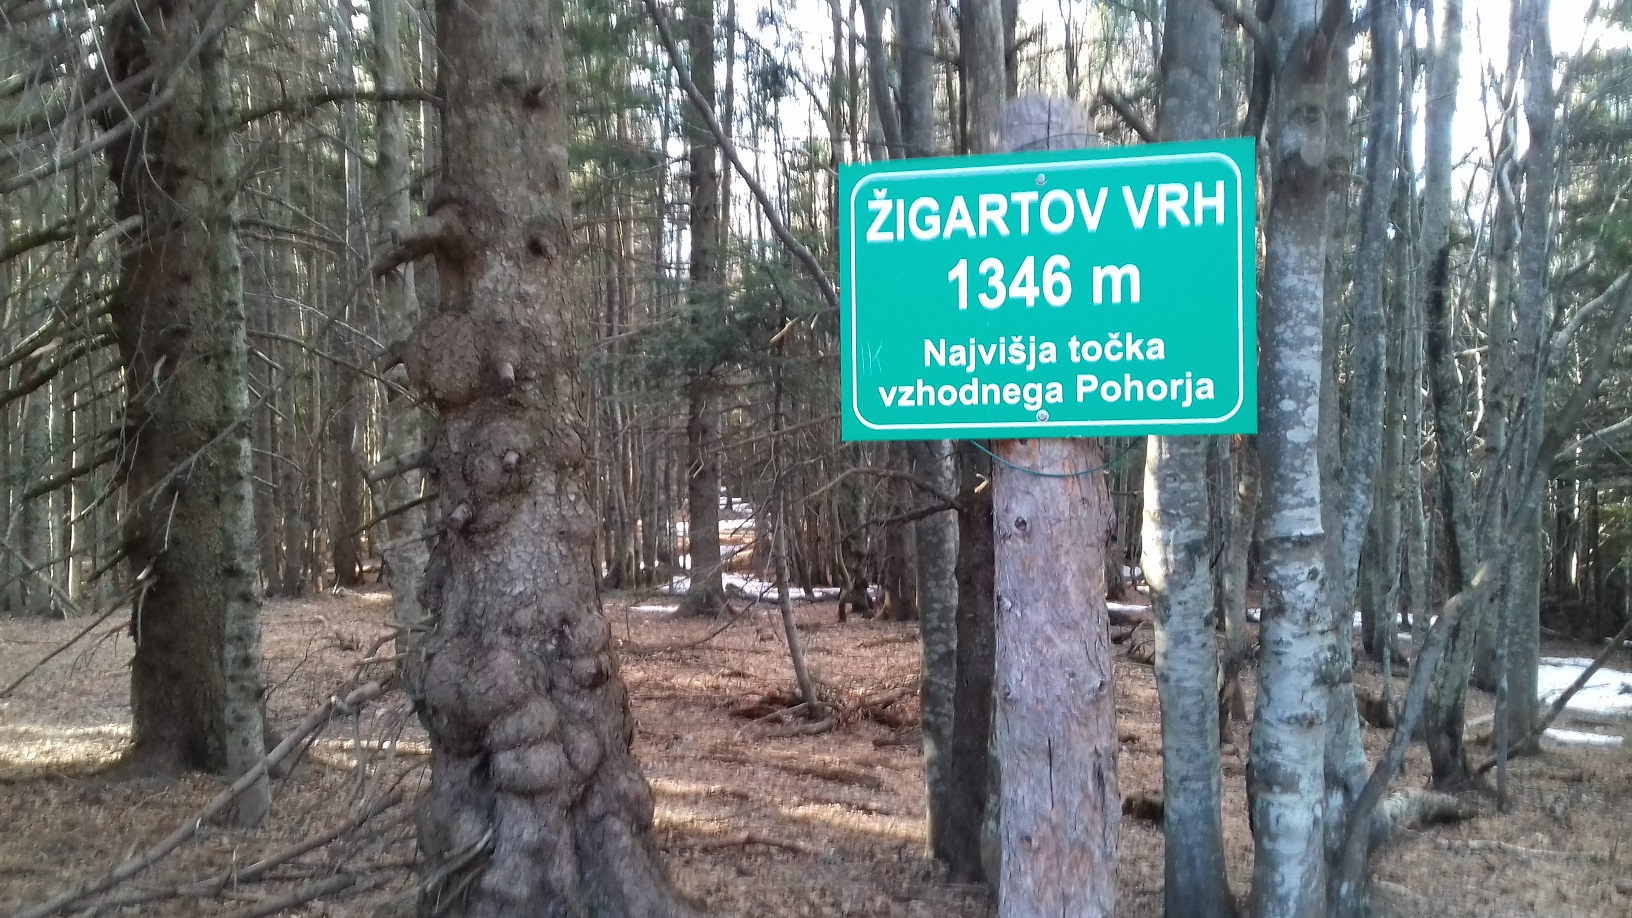 ŽIGARTOV VRH
1346 m
Najvišja točka
vzhodnega Pohorja